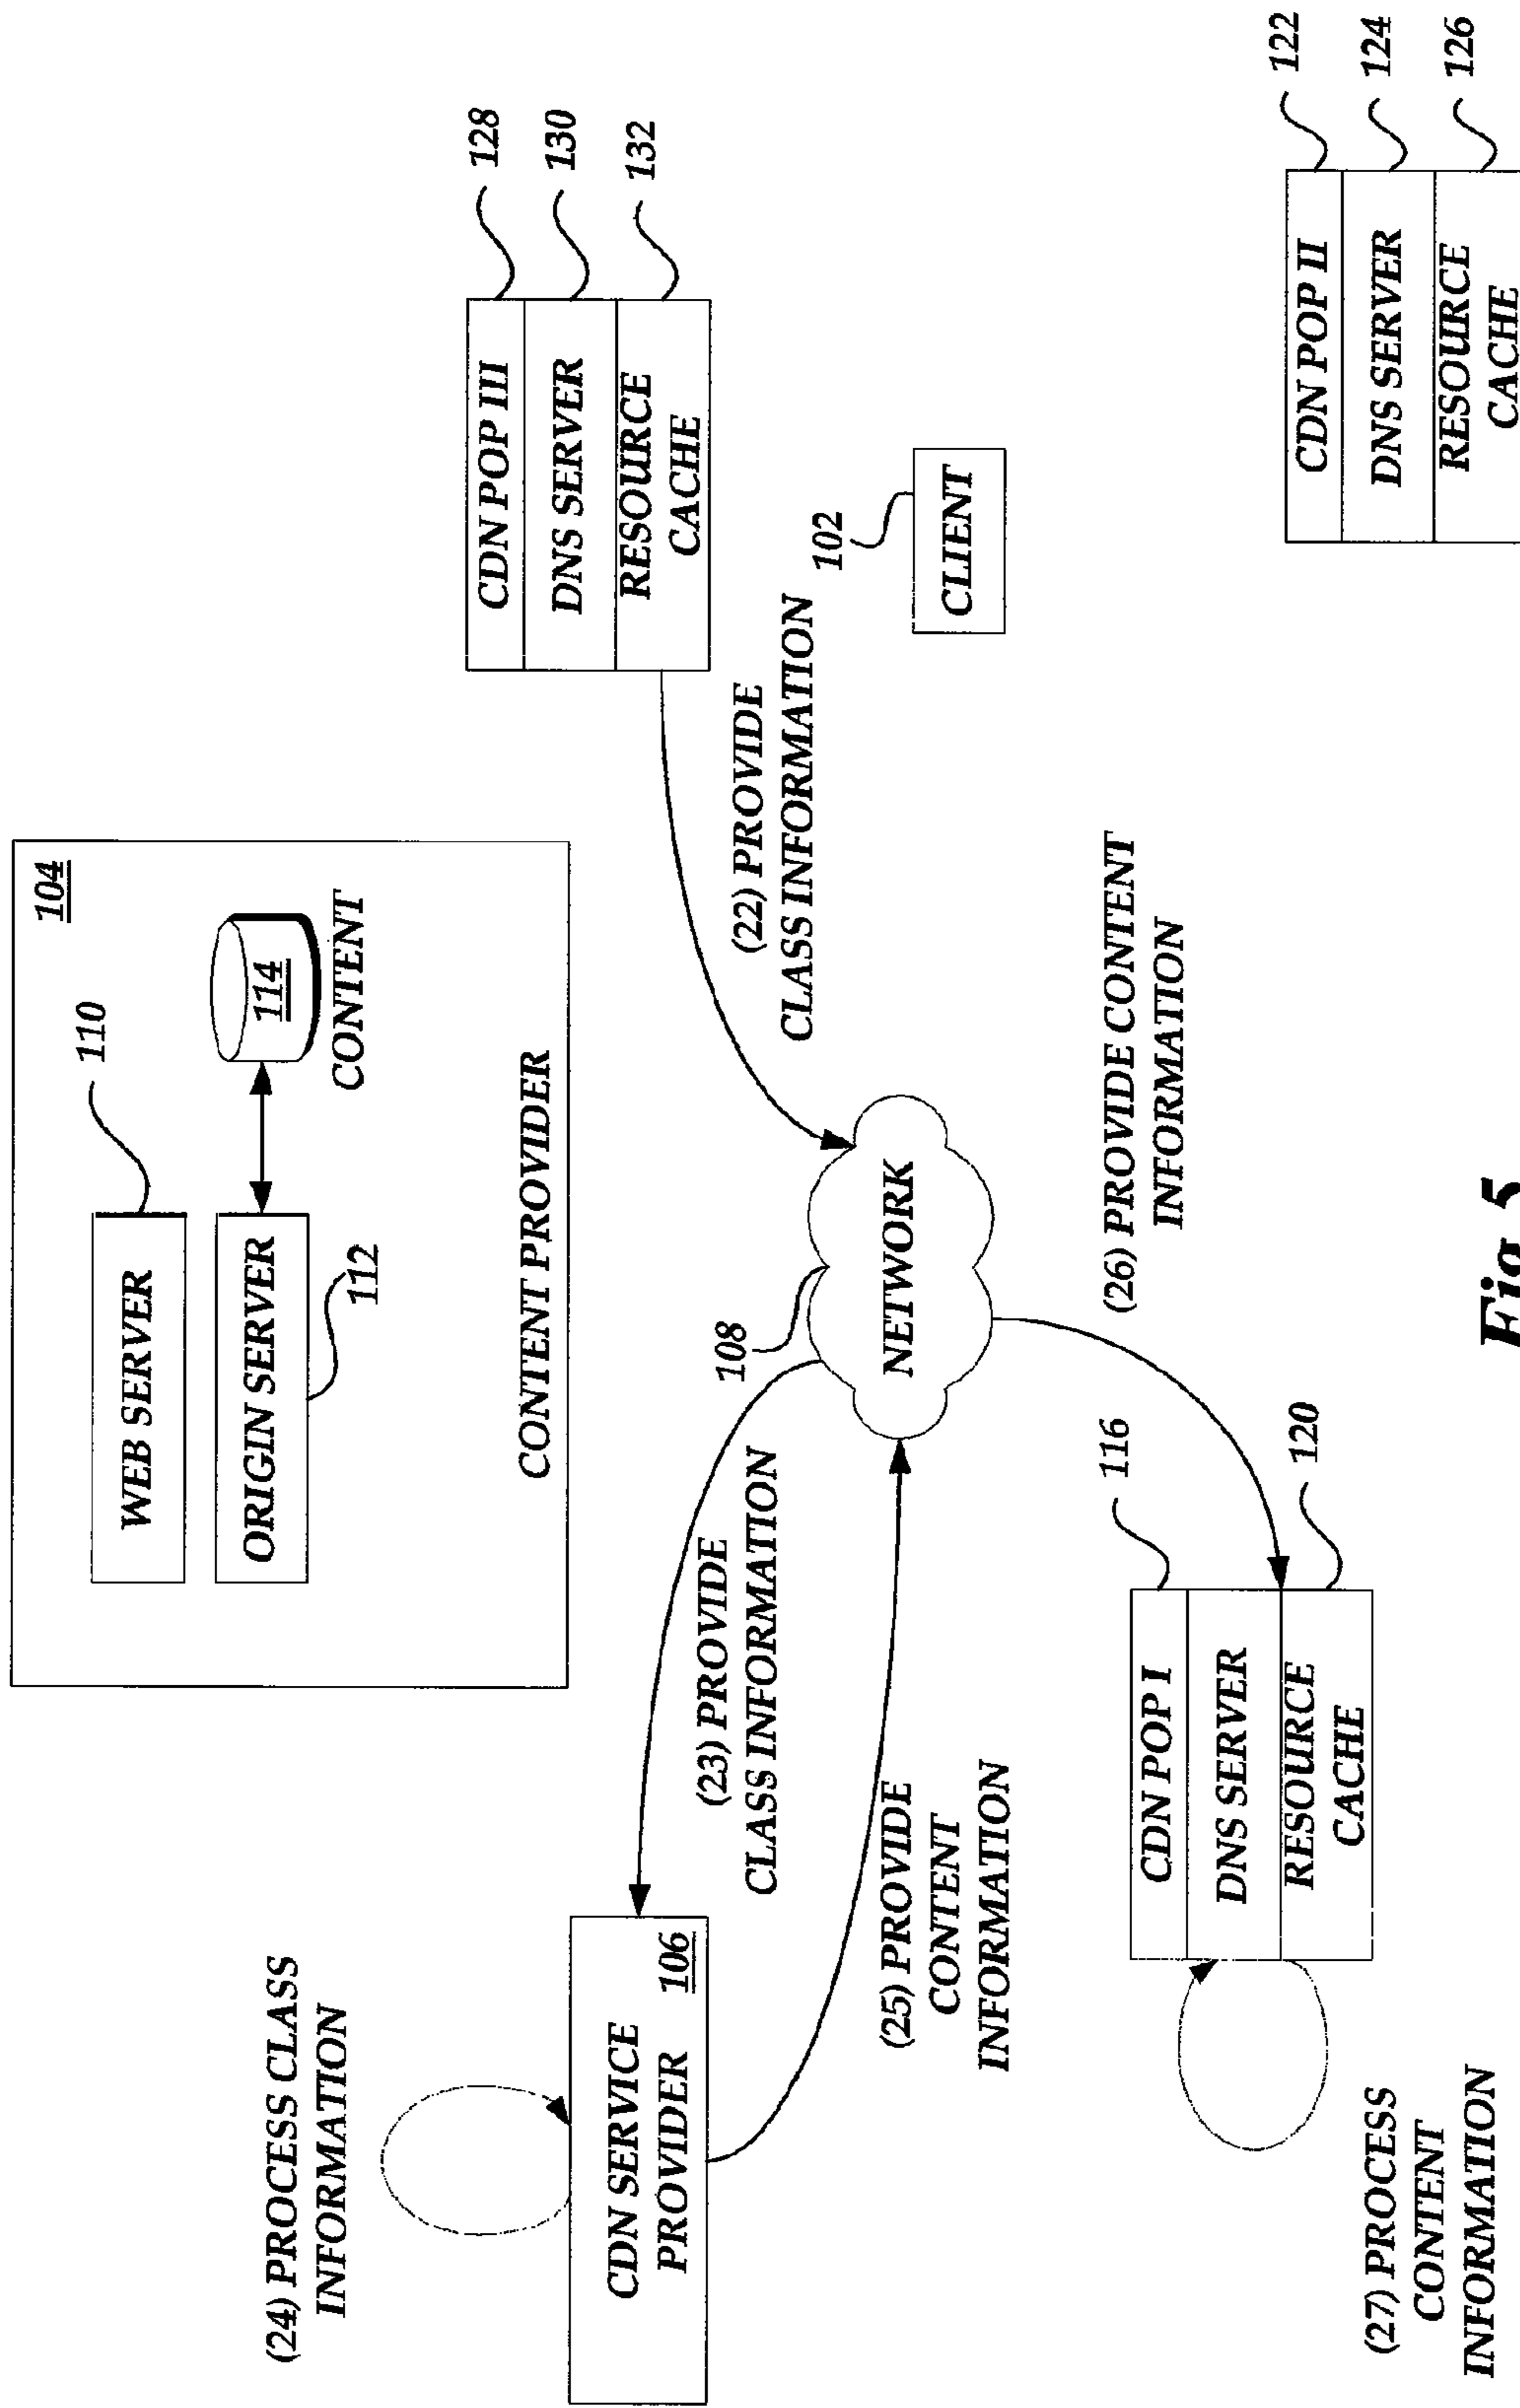 104
110
WEB SERVER
ORIGIN SERVER
114
CONTENT
112
CONTENT PROVIDER
(24) PROCESS CLASS
INFORMATION
CDN SERVICE
PROVIDER
106
(23) PROVIDE
CLASS INFORMATION
108
NETWORK
(22) PROVIDE
CLASS INFORMATION
CDN POP III
DNS SERVER
RESOURCE
CACHE
128
130
132
102
CLIENT
(25) PROVIDE
CONTENT
INFORMATION
(26) PROVIDE CONTENT
INFORMATION
116
CDN POP I
DNS SERVER
RESOURCE
CACHE
120
(27) PROCESS
CONTENT
INFORMATION
CDN POP II
DNS SERVER
RESOURCE
CACHE
122
124
126
Fig.5.